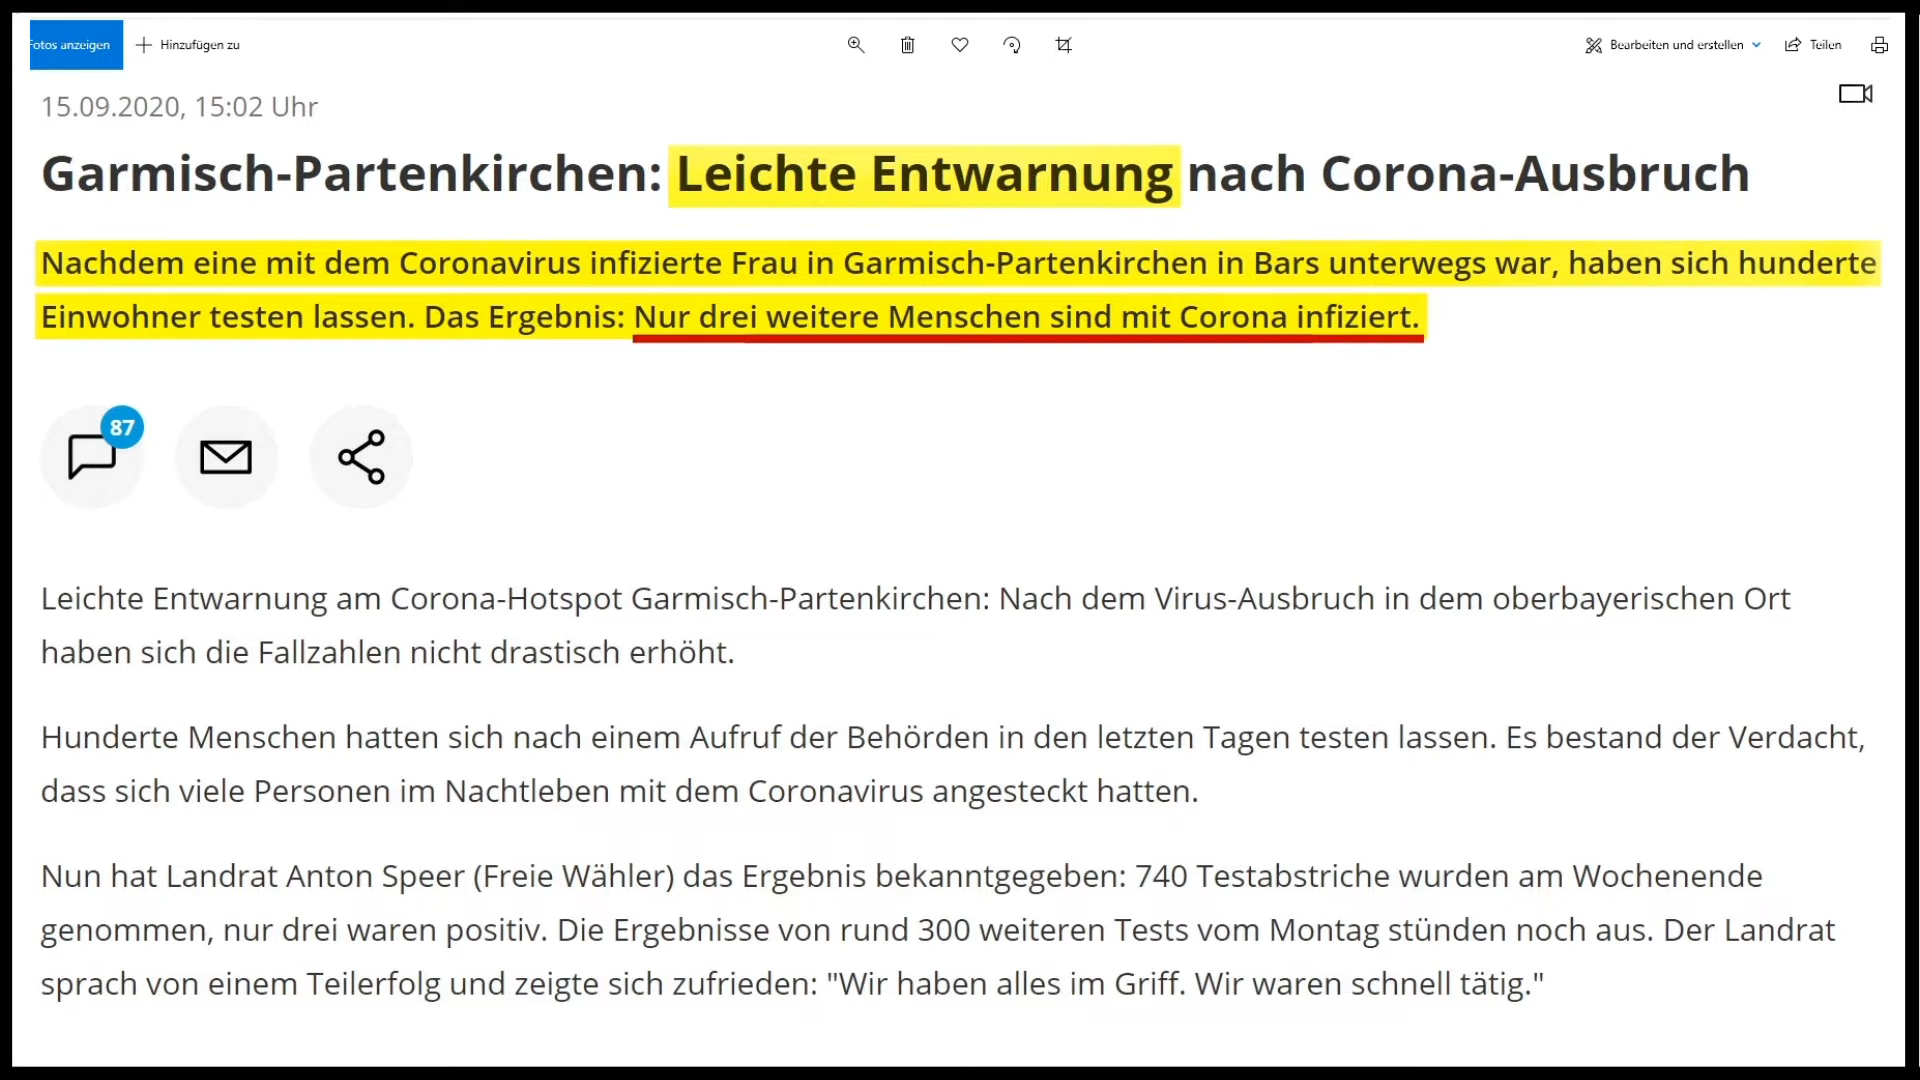 Fotos anzeigen
Hinzufügen zu
Bearbeiten und erstellen
Teilen
15.09.2020, 15:02 Uhr
Garmisch-Partenkirchen: Leichte Entwarnung nach Corona-Ausbruch
Nachdem eine mit dem Coronavirus infizierte Frau in Garmisch-Partenkirchen in Bars unterwegs war, haben sich hunderte
Einwohner testen lassen. Das Ergebnis: Nur drei weitere Menschen sind mit Corona infiziert.
87
Leichte Entwarnung am Corona-Hotspot Garmisch-Partenkirchen: Nach dem Virus-Ausbruch in dem oberbayerischen Ort
haben sich die Fallzahlen nicht drastisch erhöht.
Hunderte Menschen hatten sich nach einem Aufruf der Behörden in den letzten Tagen testen lassen. Es bestand der Verdacht,
dass sich viele Personen im Nachtleben mit dem Coronavirus angesteckt hatten.
Nun hat Landrat Anton Speer (Freie Wähler) das Ergebnis bekanntgegeben: 740 Testabstriche wurden am Wochenende
genommen, nur drei waren positiv. Die Ergebnisse von rund 300 weiteren Tests vom Montag stünden noch aus. Der Landrat
sprach von einem Teilerfolg und zeigte sich zufrieden: "Wir haben alles im Griff. Wir waren schnell tätig."